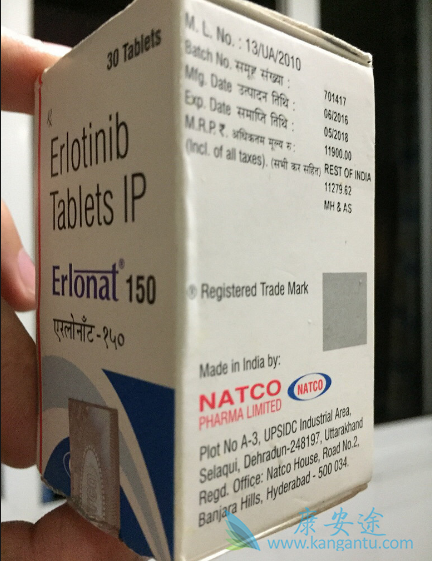 30 Tablets
Erlotinib
Tablets IP
Erlonat® 150
एरलोनॉट-१५०
M. L. No. : 13/UA/2010
Batch No. समूह संख्या : 701417
Mfg. Date उत्पादन तिथि : 06/2016
Exp. Date समाप्ति तिथि : 05/2018
M.R.P. ₹. अधिकतम मूल्य रु : 11900.00
(Incl. of all taxes). (सभी कर सहित) REST OF INDIA
11279.62
MH & AS
® Registered Trade Mark
Made in India by:
NATCO NATCO
PHARMA LIMITED
Plot No A-3, UPSIDC Industrial Area,
Selaqui, Dehradun-248197, Uttarakhand
Regd. Office: Natco House, Road No.2,
Banjara Hills, Hyderabad - 500 034.
康安途
www.kangantu.com